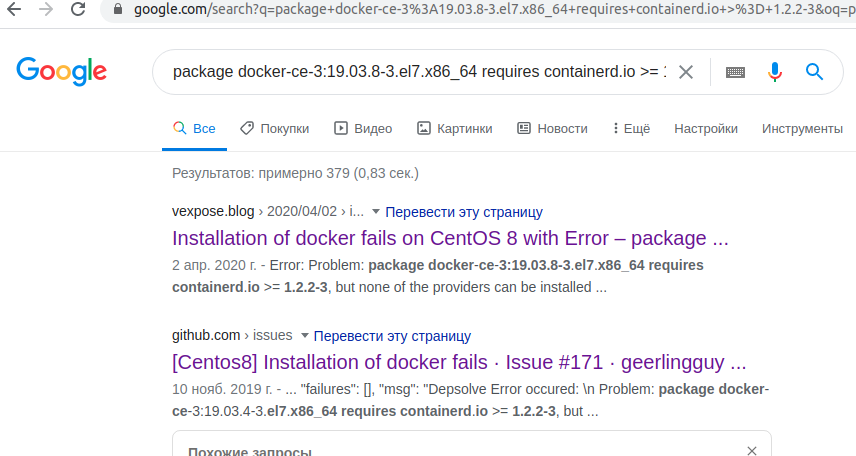 google.com/search?q=package+docker-ce-3%3A19.03.8-3.el7.x86_64+requires+containerd.io+>%3D+1.2.2-3&oq=p
Google
package docker-ce-3:19.03.8-3.el7.x86_64 requires containerd.io >= 1
Все Покупки Видео Картинки Новости Ещё Настройки Инструменты
Результатов: примерно 379 (0,83 сек.)
vexpose.blog › 2020/04/02 › i... Перевести эту страницу
Installation of docker fails on CentOS 8 with Error – package ...
2 апр. 2020 г. - Error: Problem: package docker-ce-3:19.03.8-3.el7.x86_64 requires
containerd.io >= 1.2.2-3, but none of the providers can be installed ...
github.com › issues Перевести эту страницу
[Centos8] Installation of docker fails · Issue #171 · geerlingguy ...
10 нояб. 2019 г. - ... "failures": [], "msg": "Depsolve Error occured: \n Problem: package docker-
ce-3:19.03.4-3.el7.x86_64 requires containerd.io >= 1.2.2-3, but ...
Похожие запросы